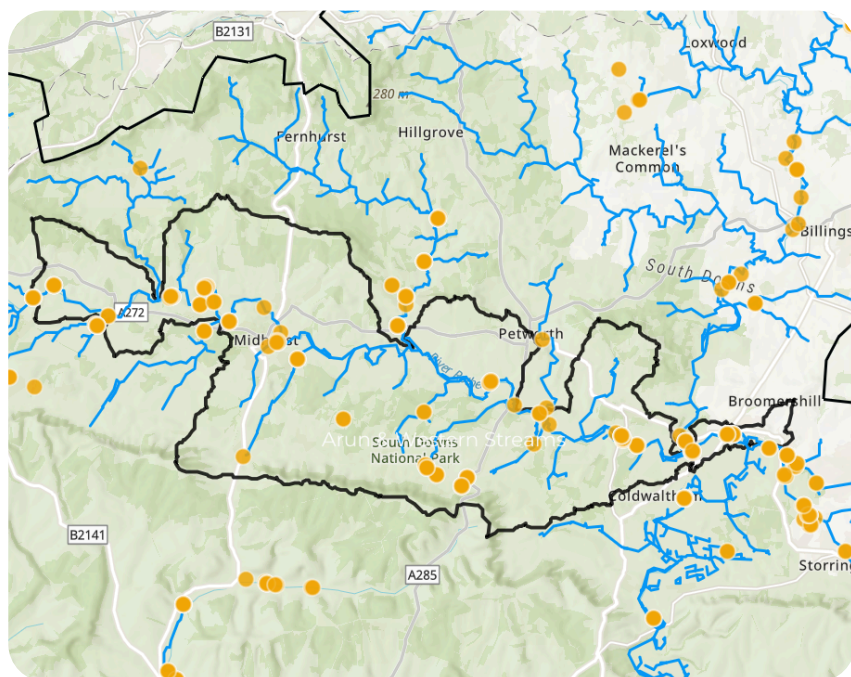 B2131
Loxwood
280 m
Fernhurst
Hillgrove
Mackerel's
Common
Billings
South Downs
A272
Midhurst
Petworth
River Rother
Broomershill
Arun & Western Streams
South Downs
National Park
Coldwaltham
B2141
A285
Storring